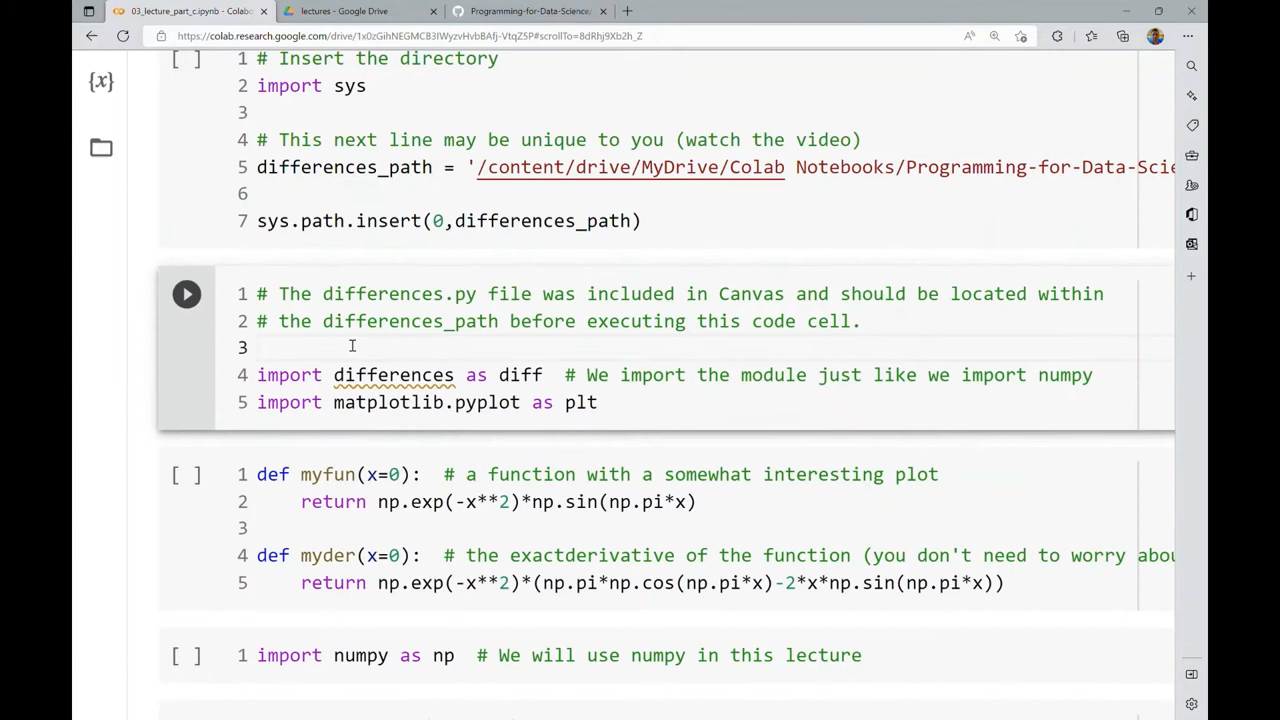 03_lecture_part_c.ipynb - Colabo
lectures - Google Drive
Programming-for-Data-Science/
https://colab.research.google.com/drive/1x0zGihNEGMCB3IWyzvHvbBAfj-VtqZ5P#scrollTo=8dRhj9Xb2h_Z
{x}
[ ] 1 # Insert the directory
2 import sys
3
4 # This next line may be unique to you (watch the video)
5 differences_path = '/content/drive/MyDrive/Colab Notebooks/Programming-for-Data-Scie
6
7 sys.path.insert(0,differences_path)
1 # The differences.py file was included in Canvas and should be located within
2 # the differences_path before executing this code cell.
3
4 import differences as diff # We import the module just like we import numpy
5 import matplotlib.pyplot as plt
[ ] 1 def myfun(x=0): # a function with a somewhat interesting plot
2 return np.exp(-x**2)*np.sin(np.pi*x)
3
4 def myder(x=0): # the exactderivative of the function (you don't need to worry abou
5 return np.exp(-x**2)*(np.pi*np.cos(np.pi*x)-2*x*np.sin(np.pi*x))
[ ] 1 import numpy as np # We will use numpy in this lecture